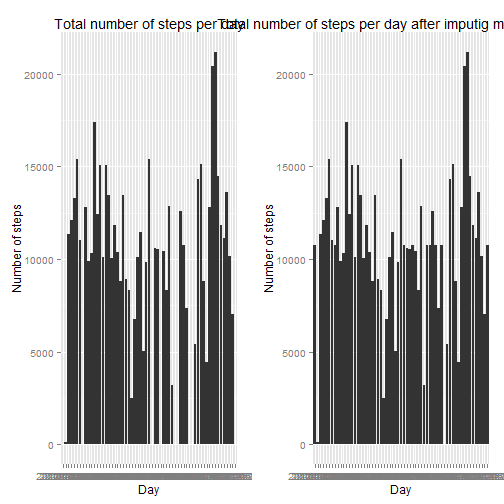 Total number of steps per day
Total number of steps per day after imputig m
Number of steps
20000
15000
10000
5000
0
Day
Number of steps
20000
15000
10000
5000
0
Day